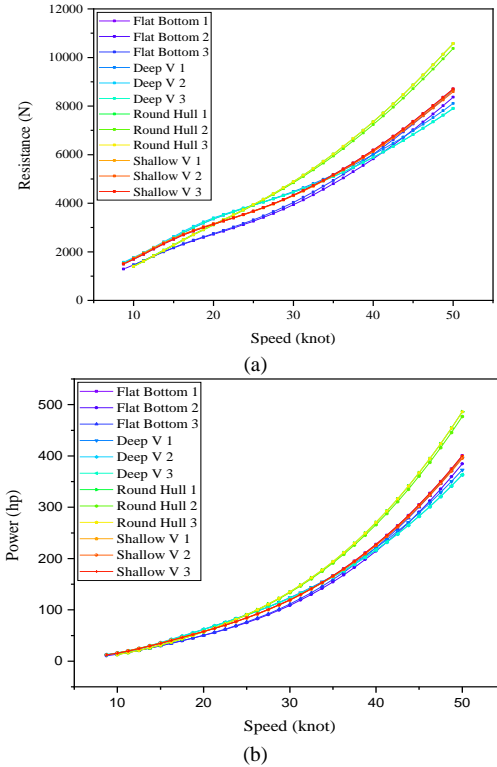 12000
10000
8000
6000
4000
2000
0
Resistance (N)
Flat Bottom 1
Flat Bottom 2
Flat Bottom 3
Deep V 1
Deep V 2
Deep V 3
Round Hull 1
Round Hull 2
Round Hull 3
Shallow V 1
Shallow V 2
Shallow V 3
10 20 30 40 50
Speed (knot)
(a)
500
400
300
200
100
0
Power (hp)
Flat Bottom 1
Flat Bottom 2
Flat Bottom 3
Deep V 1
Deep V 2
Deep V 3
Round Hull 1
Round Hull 2
Round Hull 3
Shallow V 1
Shallow V 2
Shallow V 3
10 20 30 40 50
Speed (knot)
(b)